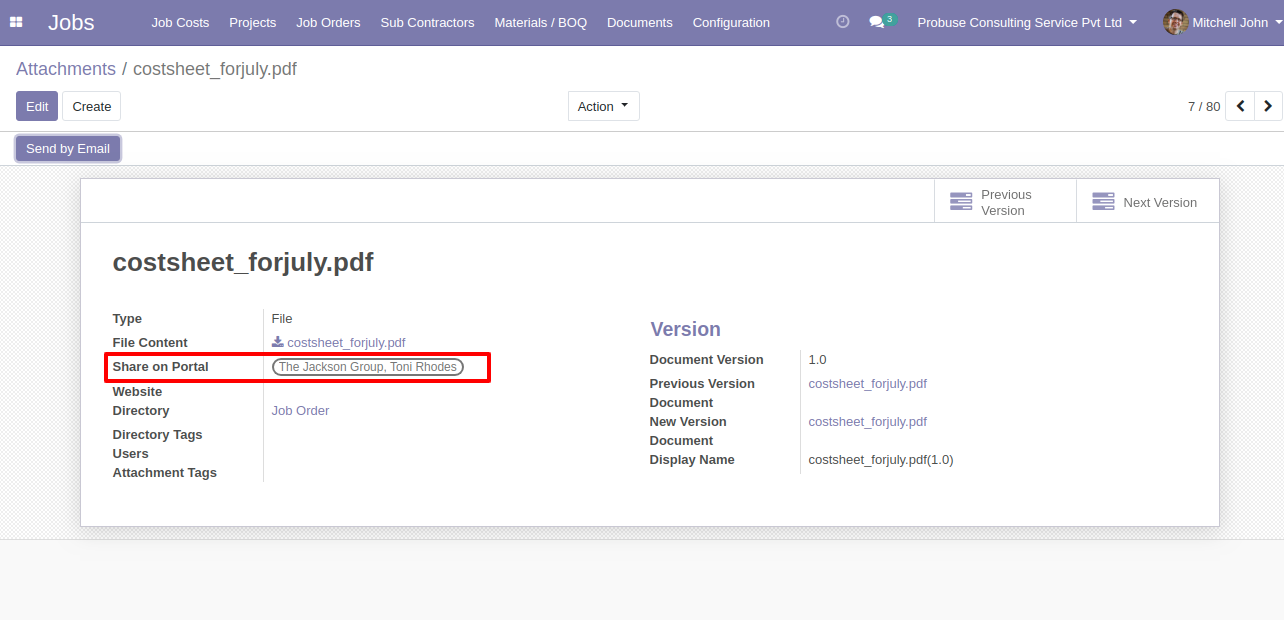 Jobs Job Costs Projects Job Orders Sub Contractors Materials / BOQ Documents Configuration 3 Probuse Consulting Service Pvt Ltd Mitchell John
Attachments / costsheet_forjuly.pdf
Edit Create Action 7 / 80
Send by Email
Previous Version
Next Version
costsheet_forjuly.pdf
Type File
File Content costsheet_forjuly.pdf
Share on Portal The Jackson Group, Toni Rhodes
Website
Directory Job Order
Directory Tags
Users
Attachment Tags
Version
Document Version 1.0
Previous Version Document costsheet_forjuly.pdf
New Version Document costsheet_forjuly.pdf
Display Name costsheet_forjuly.pdf(1.0)